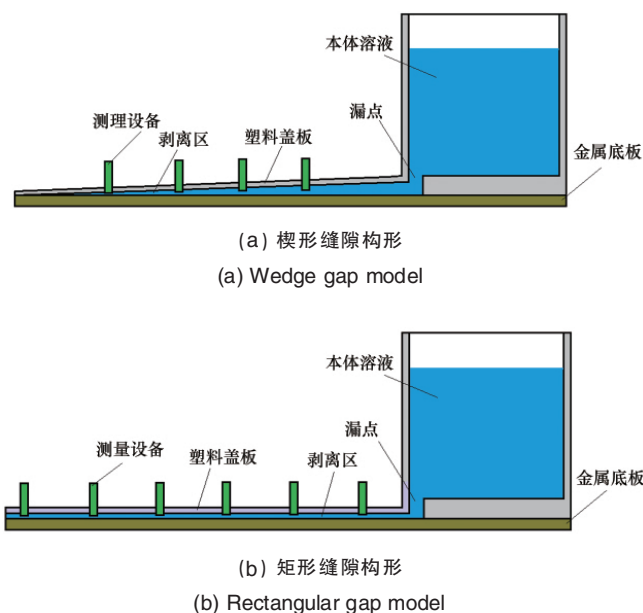 本体溶液
漏点
测理设备
剥离区
塑料盖板
金属底板
(a) 楔形缝隙构形
(a) Wedge gap model
本体溶液
漏点
测量设备
塑料盖板
剥离区
金属底板
(b) 矩形缝隙构形
(b) Rectangular gap model